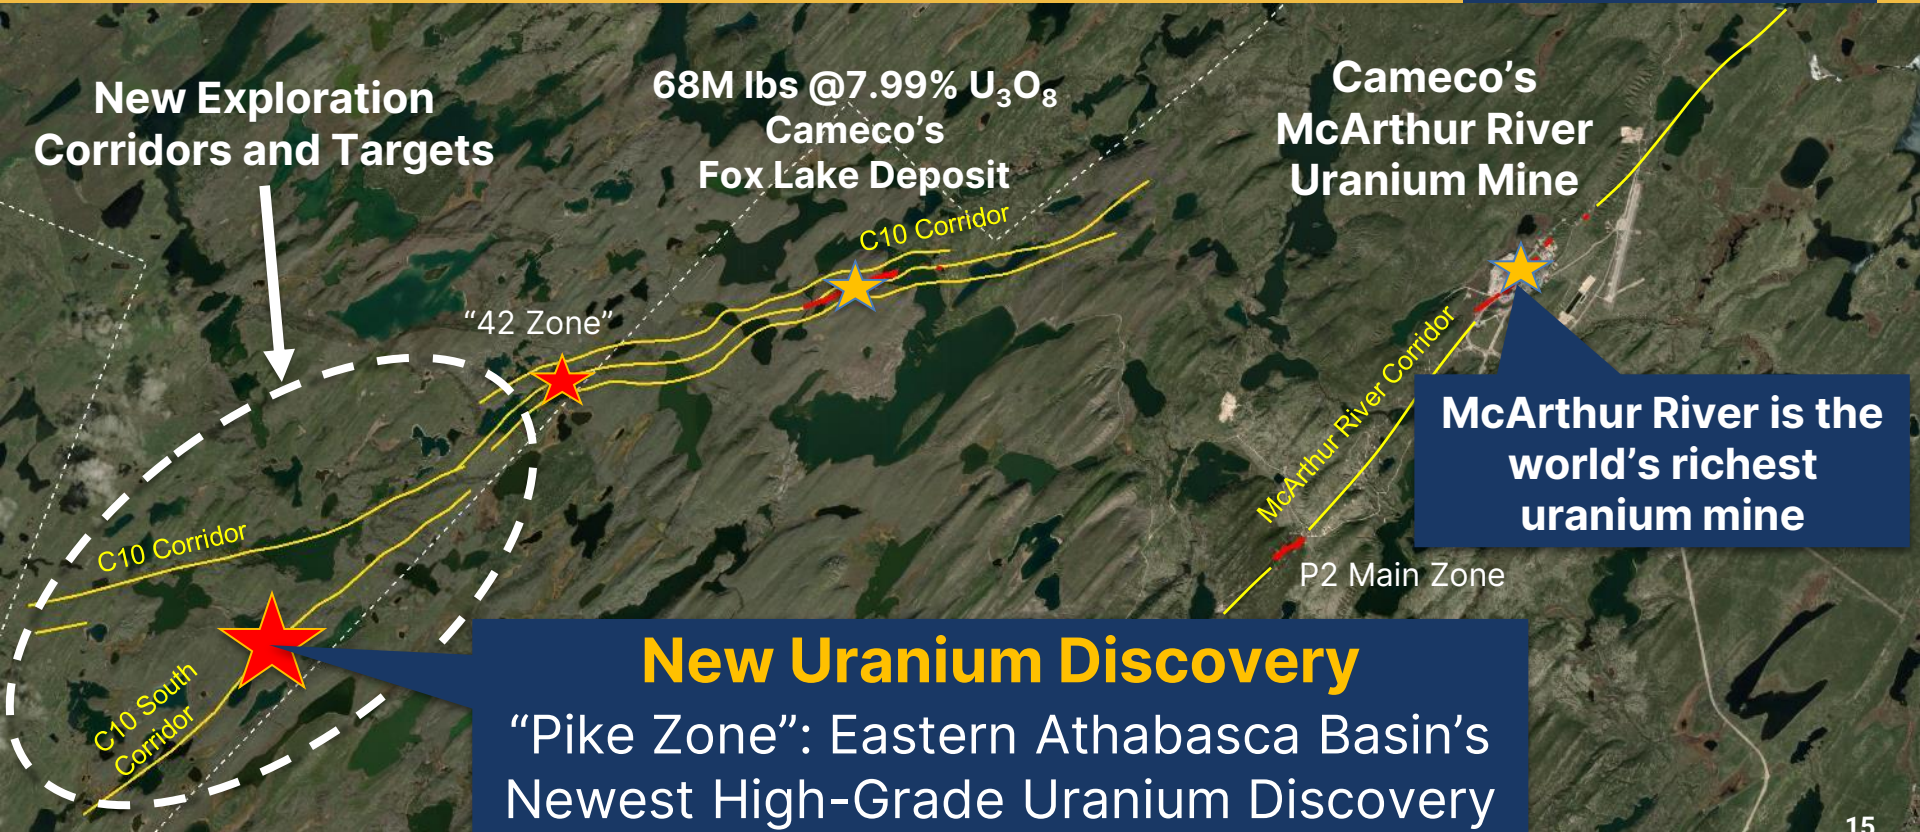 New Exploration
Corridors and Targets
68M lbs @7.99% U₃O₈
Cameco’s
Fox Lake Deposit
Cameco’s
McArthur River
Uranium Mine
C10 Corridor
“42 Zone”
McArthur River Corridor
McArthur River is the
world’s richest
uranium mine
C10 Corridor
P2 Main Zone
C10 South
Corridor
New Uranium Discovery
“Pike Zone”: Eastern Athabasca Basin’s
Newest High-Grade Uranium Discovery
15